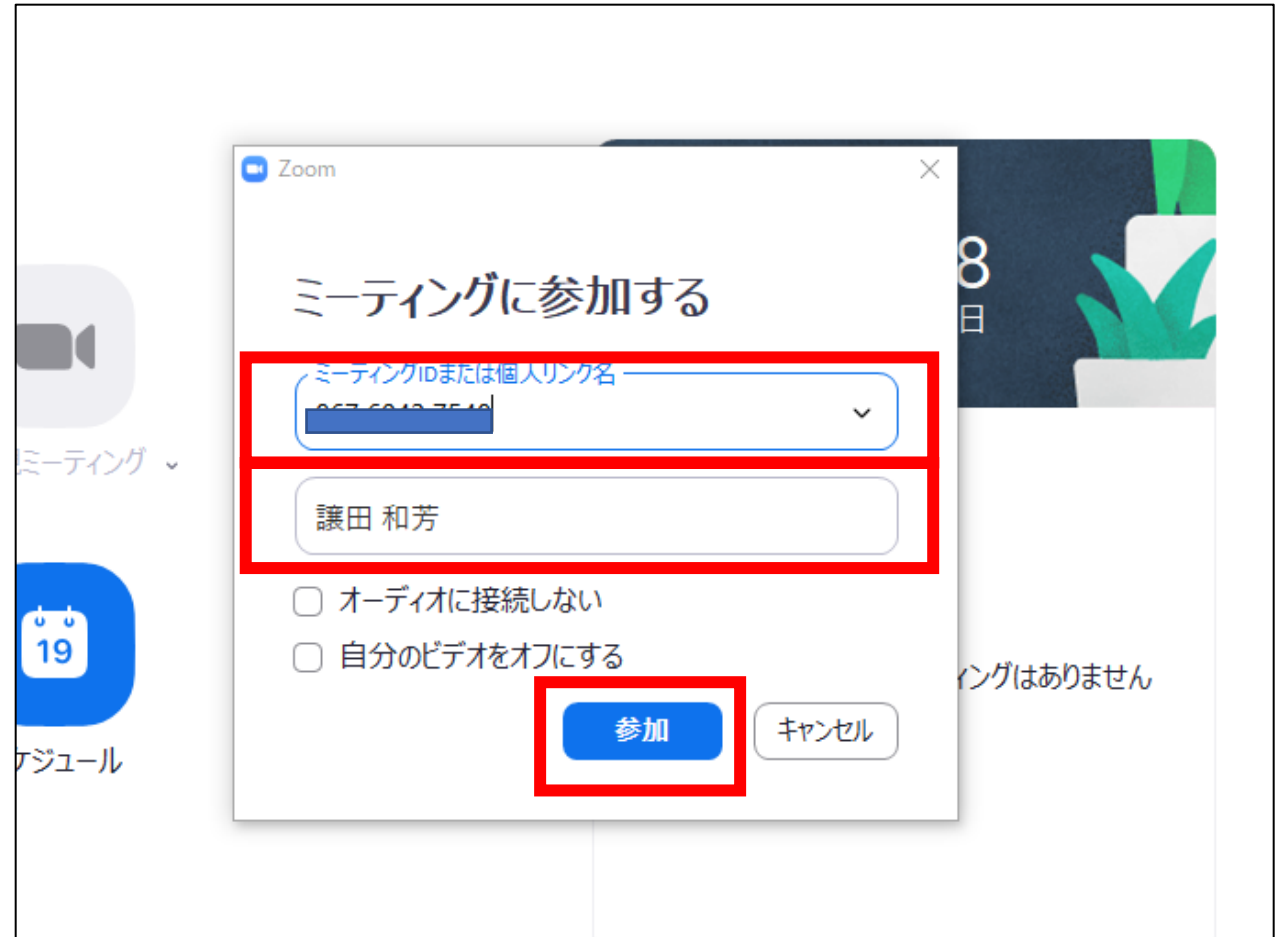 Zoom
8
日
ミーティングに参加する
ミーティングIDまたは個人リンク名
ミーティング
譲田 和芳
オーディオに接続しない
自分のビデオをオフにする
19
ィングはありません
参加
キャンセル
ケジュール